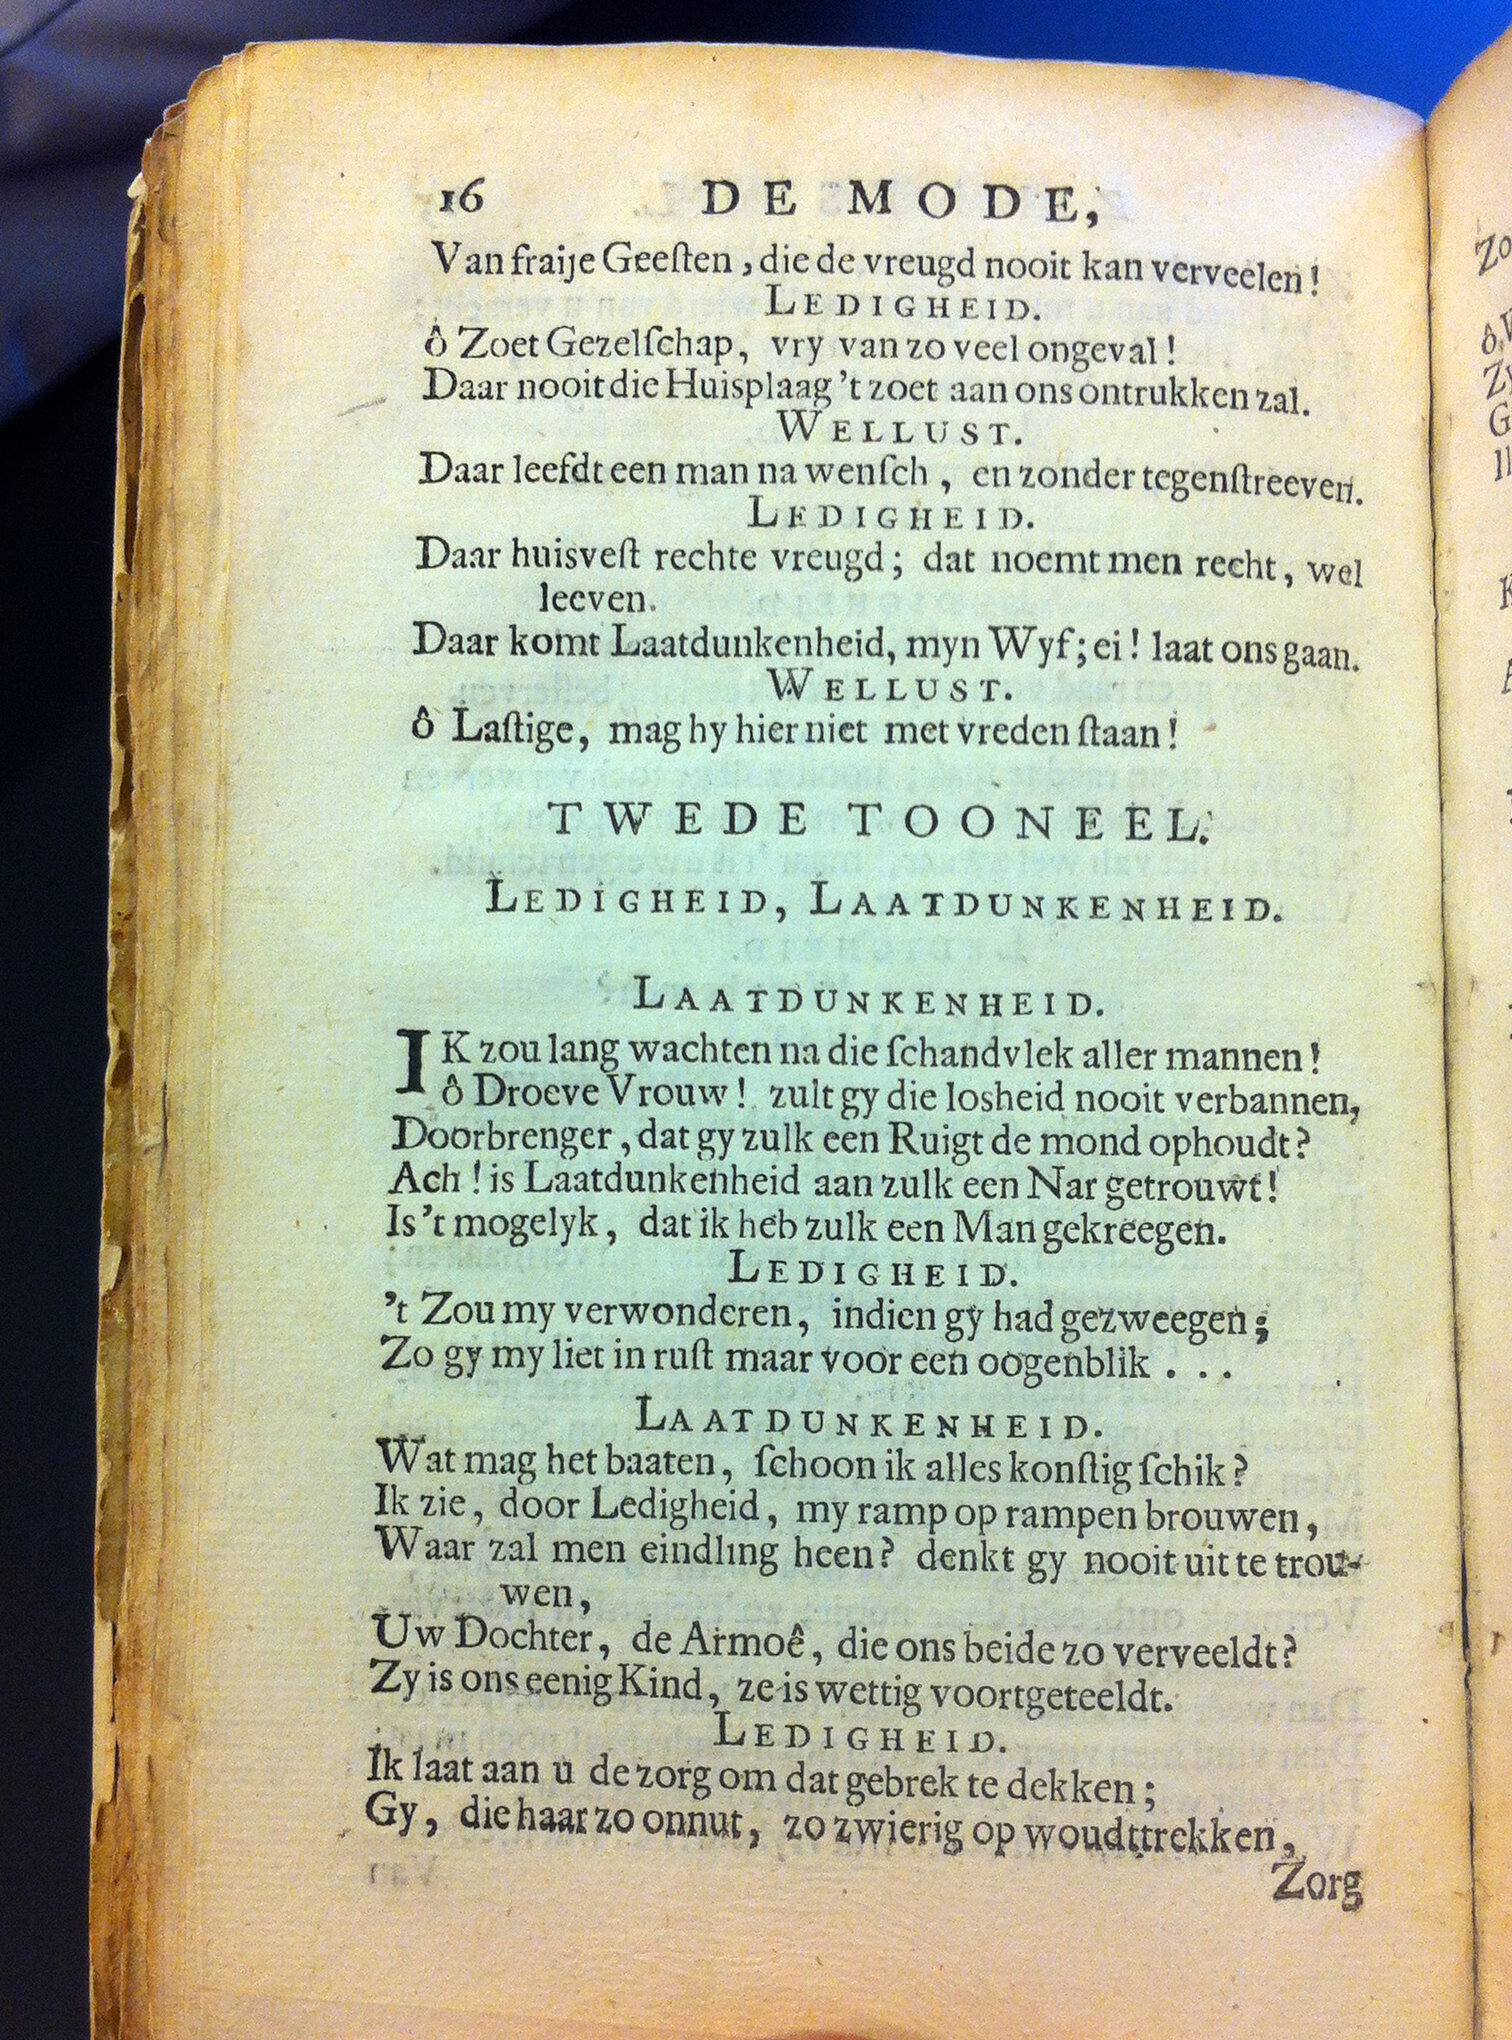 16 DE MODE,
Van fraije Geeſten, die de vreugd nooit kan verveelen!
LEDIGHEID.
ô Zoet Gezelſchap, vry van zo veel ongeval!
Daar nooit die Huisplaag 't zoet aan ons ontrukken zal.
WELLUST.
Daar leefdt een man na wenſch, en zonder tegenſtreeven.
LEDIGHEID.
Daar huisveſt rechte vreugd; dat noemt men recht, wel
leeven.
Daar komt Laatdunkenheid, myn Wyf; ei! laat ons gaan.
WELLUST.
ô Laſtige, mag hy hier niet met vreden ſtaan!
TWEDE TOONEEL.
LEDIGHEID, LAATDUNKENHEID.
LAATDUNKENHEID.
IK zou lang wachten na die ſchandvlek aller mannen!
ô Droeve Vrouw! zult gy die losheid nooit verbannen,
Doorbrenger, dat gy zulk een Ruigt de mond ophoudt?
Ach! is Laatdunkenheid aan zulk een Nar getrouwt!
Is 't mogelyk, dat ik heb zulk een Man gekreegen.
LEDIGHEID.
't Zou my verwonderen, indien gy had gezweegen;
Zo gy my liet in ruſt maar voor een oogenblik . . .
LAATDUNKENHEID.
Wat mag het baaten, ſchoon ik alles konſtig ſchik?
Ik zie, door Ledigheid, my ramp op rampen brouwen,
Waar zal men eindling heen? denkt gy nooit uit te trou-
wen,
Uw Dochter, de Armoê, die ons beide zo verveeldt?
Zy is ons eenig Kind, ze is wettig voortgeteeldt.
LEDIGHEID.
Ik laat aan u de zorg om dat gebrek te dekken;
Gy, die haar zo onnut, zo zwierig op woudt trekken,
Zorg